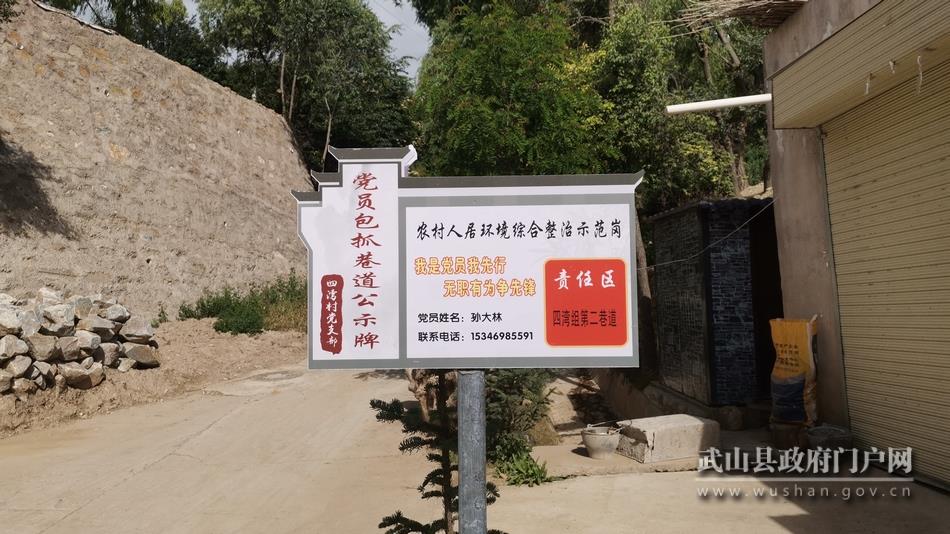 党员包抓巷道公示牌
四湾村党支部
农村人居环境综合整治示范岗
我是党员我先行
无职有为争先锋
党员姓名：孙大林
联系电话：15346985591
责任区
四湾组第二巷道
武山县政府门户网
www.wushan.gov.cn